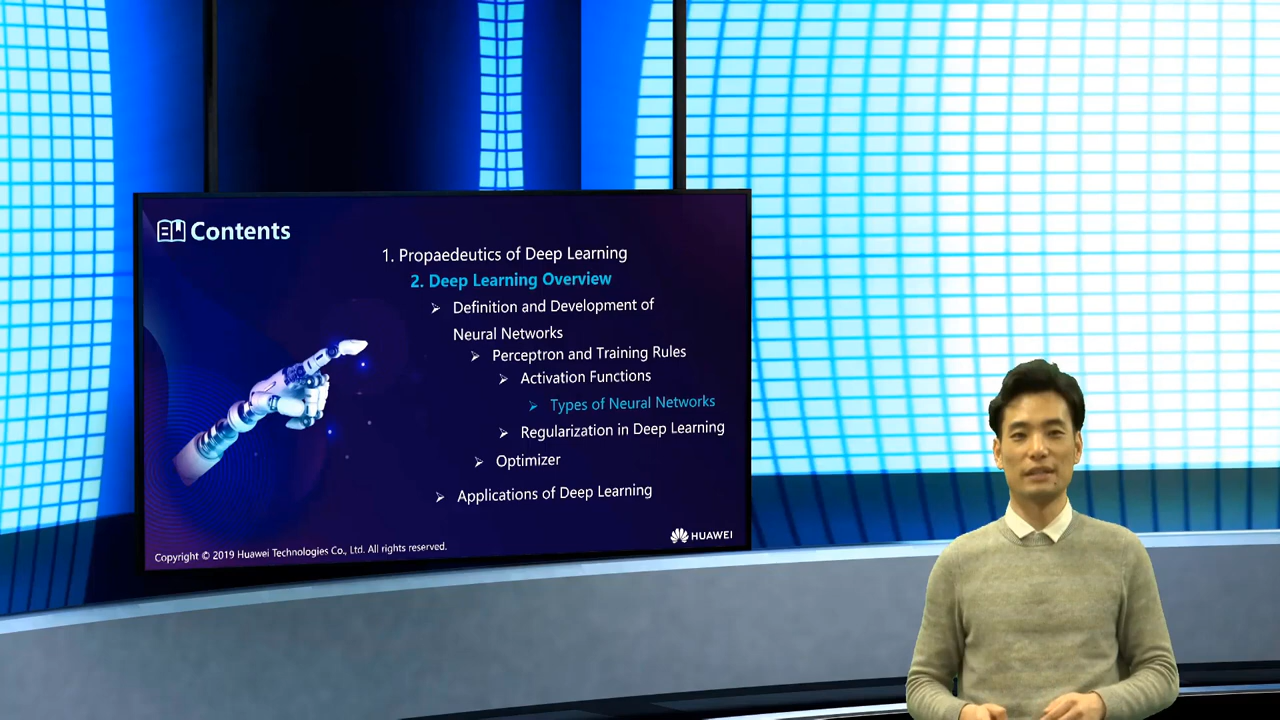 Contents
1. Propaedeutics of Deep Learning
2. Deep Learning Overview
➢ Definition and Development of
Neural Networks
➢ Perceptron and Training Rules
➢ Activation Functions
➢ Types of Neural Networks
➢ Regularization in Deep Learning
➢ Optimizer
➢ Applications of Deep Learning
HUAWEI
Copyright © 2019 Huawei Technologies Co., Ltd. All rights reserved.